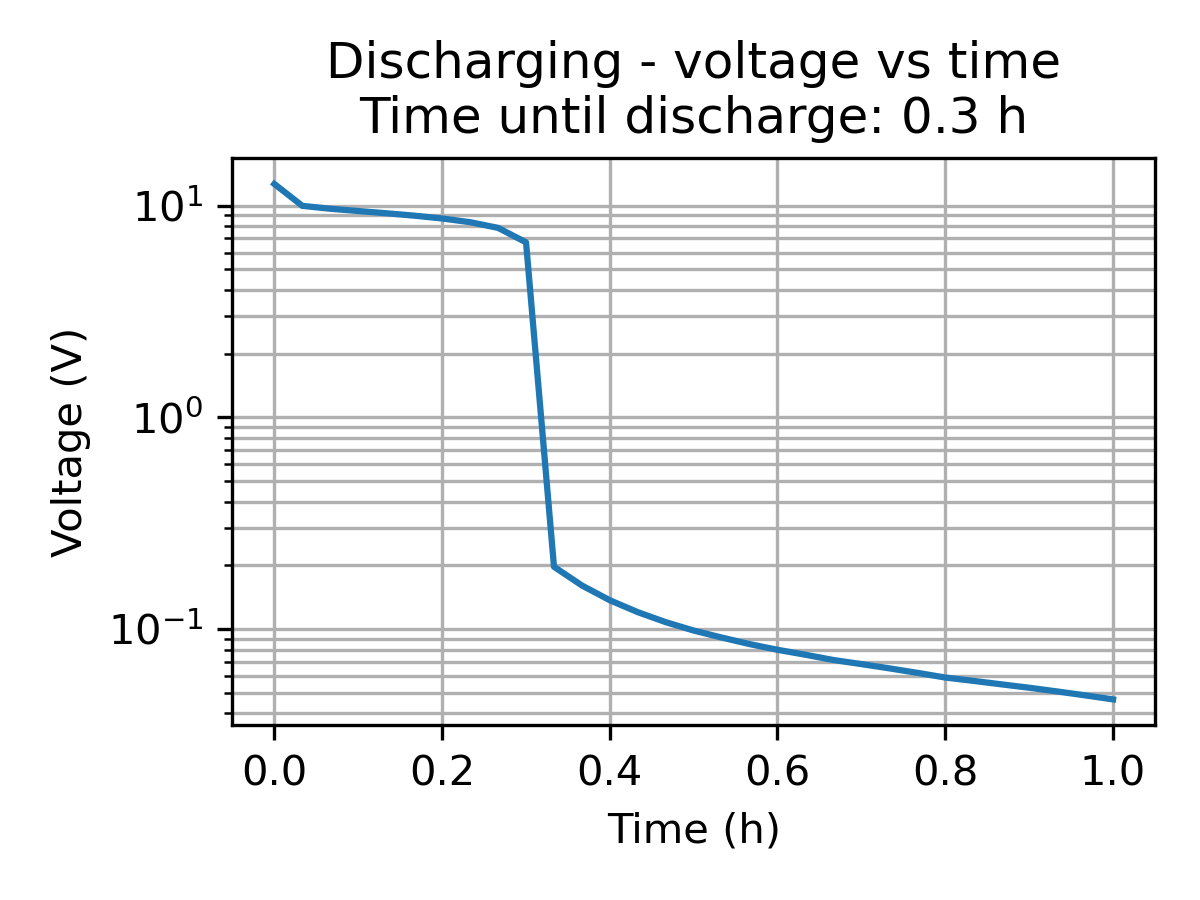 Discharging - voltage vs time
Time until discharge: 0.3 h
Voltage (V)
10¹
10⁰
10⁻¹
0.0 0.2 0.4 0.6 0.8 1.0
Time (h)